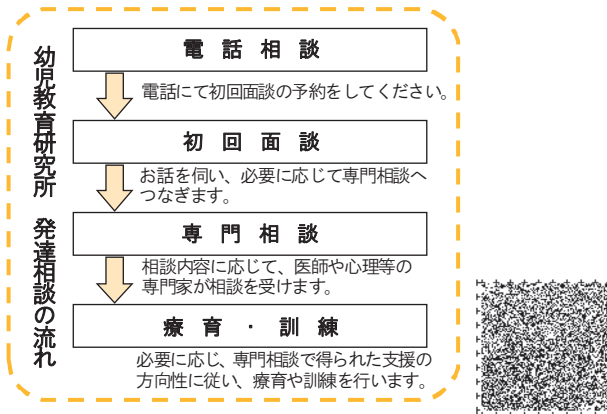 幼児教育研究所 発達相談の流れ
電話相談
電話にて初回面談の予約をしてください。
初回面談
お話を伺い、必要に応じて専門相談へ
つなぎます。
専門相談
相談内容に応じて、医師や心理等の
専門家が相談を受けます。
療育・訓練
必要に応じ、専門相談で得られた支援の
方向性に従い、療育や訓練を行います。